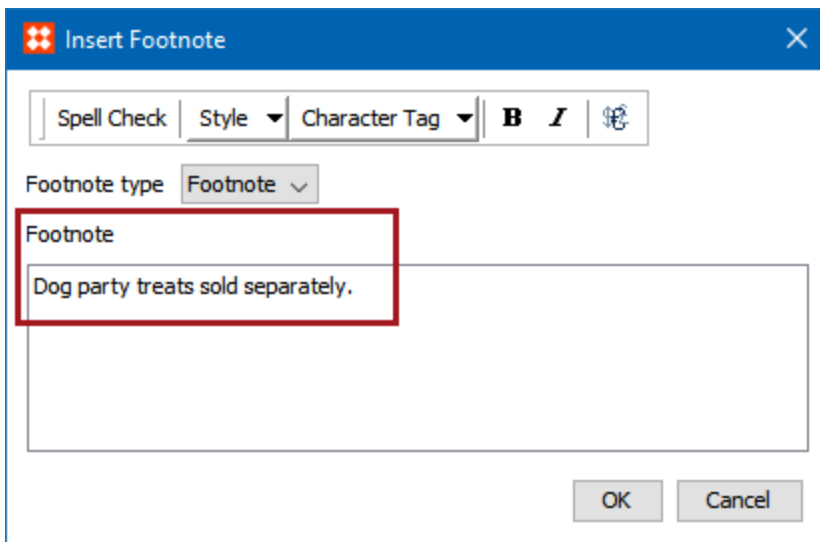 Insert Footnote
Spell Check Style Character Tag B I
Footnote type Footnote
Footnote
Dog party treats sold separately.
OK Cancel